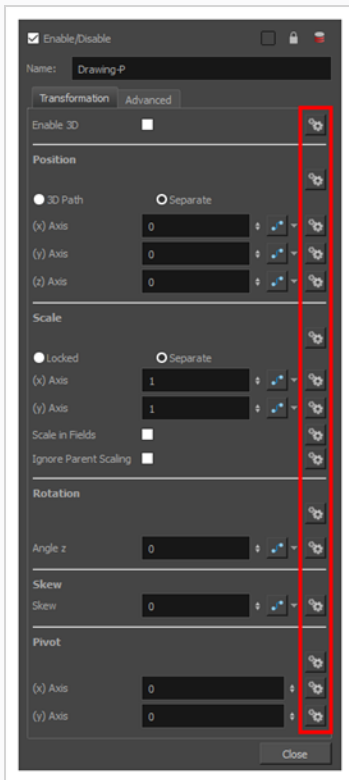 Enable/Disable
Name: Drawing-P
Transformation Advanced
Enable 3D
Position
3D Path Separate
(x) Axis 0
(y) Axis 0
(z) Axis 0
Scale
Locked Separate
(x) Axis 1
(y) Axis 1
Scale in Fields
Ignore Parent Scaling
Rotation
Angle z 0
Skew
Skew 0
Pivot
(x) Axis 0
(y) Axis 0
Close